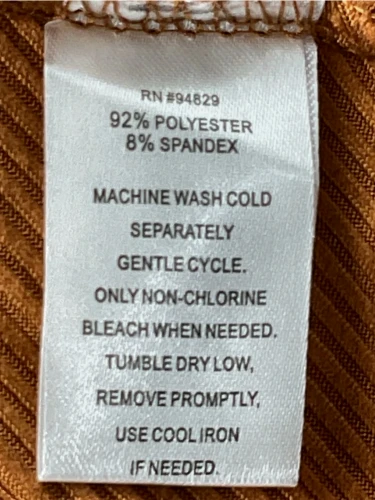 RN #94829
92% POLYESTER
8% SPANDEX
MACHINE WASH COLD
SEPARATELY
GENTLE CYCLE.
ONLY NON-CHLORINE
BLEACH WHEN NEEDED.
TUMBLE DRY LOW,
REMOVE PROMPTLY,
USE COOL IRON
IF NEEDED.